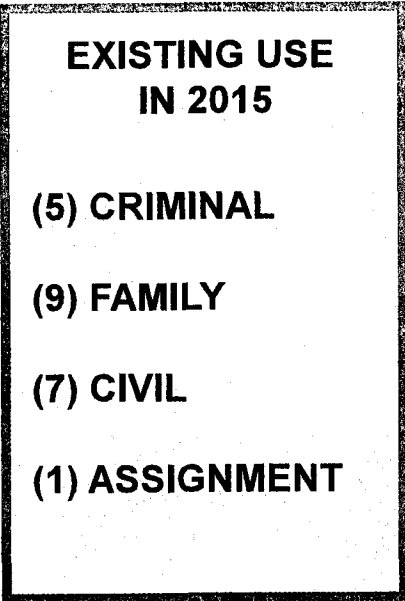 EXISTING USE
IN 2015
(5) CRIMINAL
(9) FAMILY
(7) CIVIL
(1) ASSIGNMENT